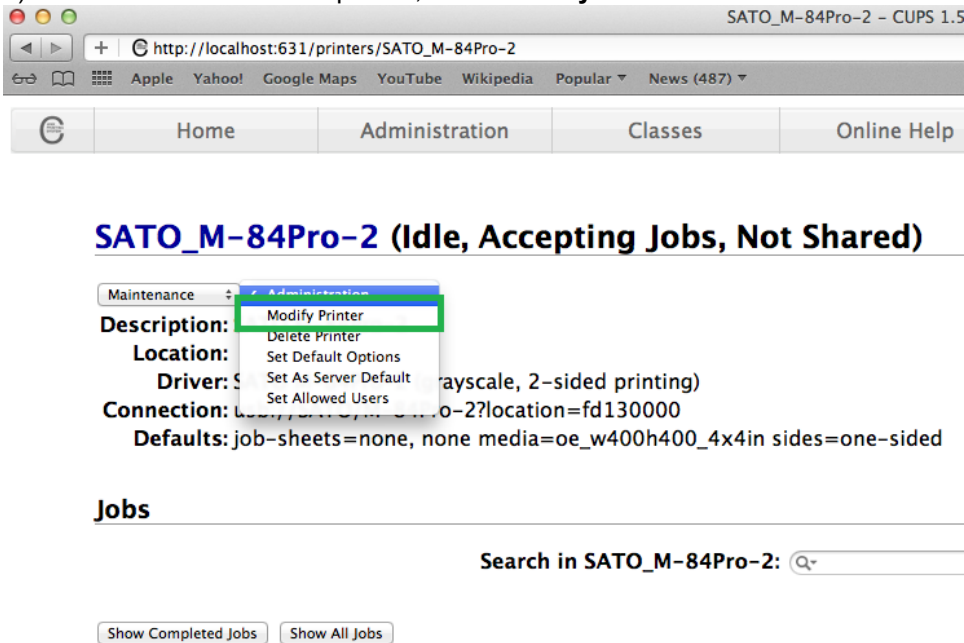 SATO_M-84Pro-2 - CUPS 1.5
http://localhost:631/printers/SATO_M-84Pro-2
Apple Yahoo! Google Maps YouTube Wikipedia Popular ▾ News (487) ▾
Home Administration Classes Online Help
SATO_M-84Pro-2 (Idle, Accepting Jobs, Not Shared)
Maintenance Administration
Modify Printer
Description:
Delete Printer
Location: Set Default Options
Driver: Set As Server Default grayscale, 2-sided printing)
Set Allowed Users
Connection: -2?location=fd130000
Defaults: job-sheets=none, none media=oe_w400h400_4x4in sides=one-sided
Jobs
Search in SATO_M-84Pro-2:
Show Completed Jobs Show All Jobs